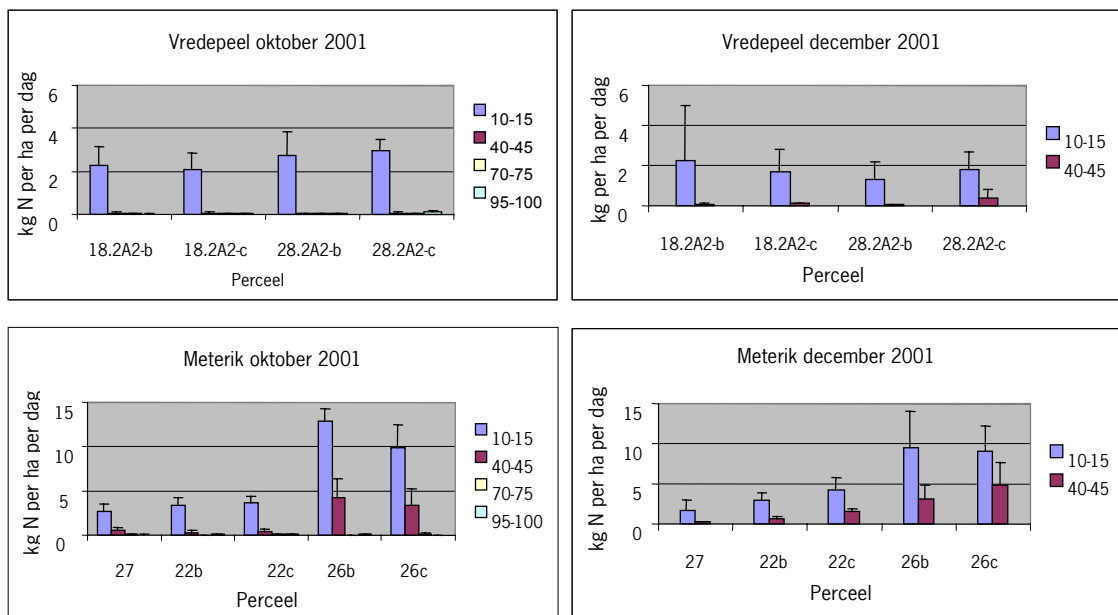 Vredepeel oktober 2001
kg N per ha per dag
6
4
2
0
18.2A2-b 18.2A2-c 28.2A2-b 28.2A2-c
Perceel
10-15
40-45
70-75
95-100
Vredepeel december 2001
kg per ha per dag
6
4
2
0
18.2A2-b 18.2A2-c 28.2A2-b 28.2A2-c
Perceel
10-15
40-45
Meterik oktober 2001
kg N per ha per dag
15
10
5
0
27 22b 22c 26b 26c
Perceel
10-15
40-45
70-75
95-100
Meterik december 2001
kg N per ha per dag
15
10
5
0
27 22b 22c 26b 26c
Perceel
10-15
40-45